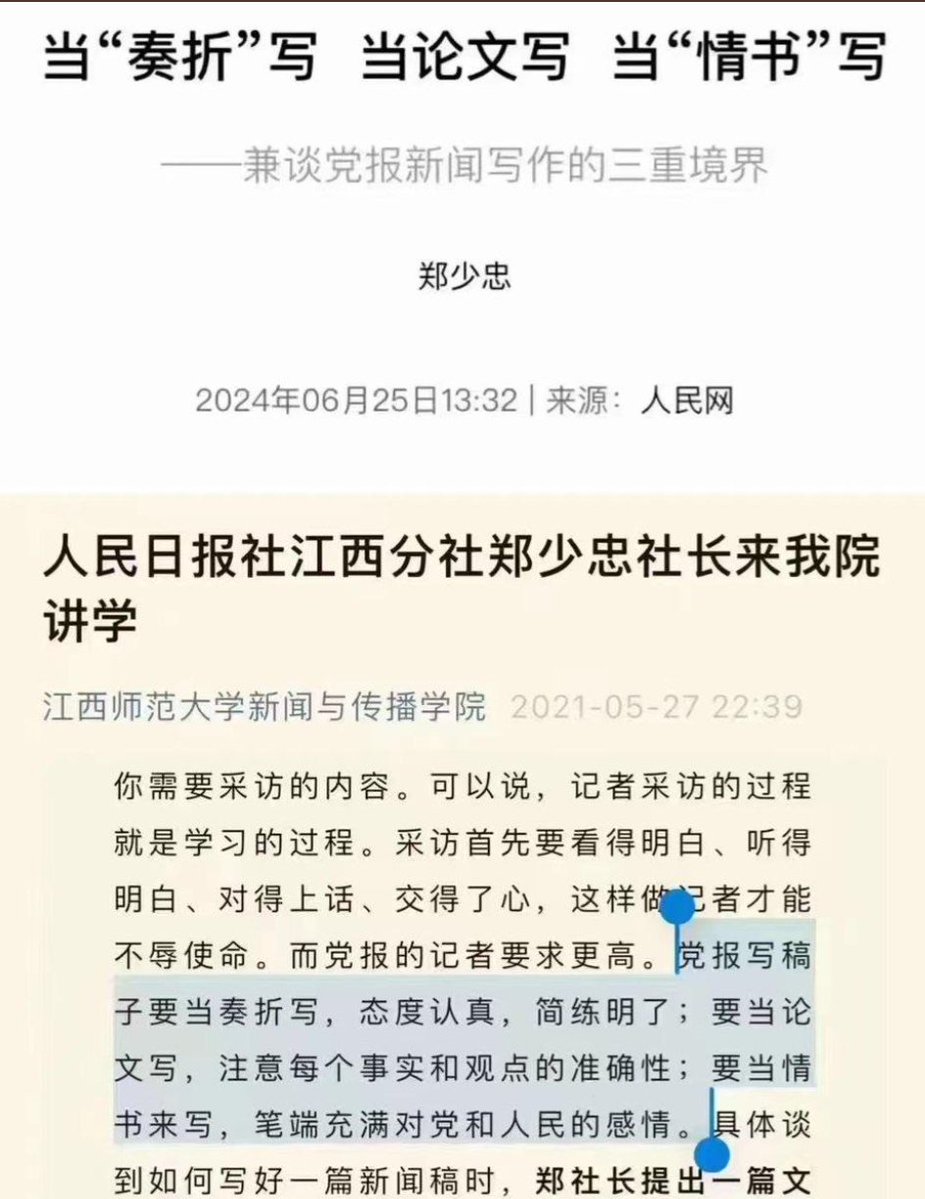 当“奏折”写 当论文写 当“情书”写
——兼谈党报新闻写作的三重境界
郑少忠
2024年06月25日13:32 | 来源：人民网
人民日报社江西分社郑少忠社长来我院
讲学
江西师范大学新闻与传播学院 2021-05-27 22:39
你需要采访的内容。可以说，记者采访的过程
就是学习的过程。采访首先要看得明白、听得
明白、对得上话、交得了心，这样做记者才能
不辱使命。而党报的记者要求更高。党报写稿
子要当奏折写，态度认真，简练明了；要当论
文写，注意每个事实和观点的准确性；要当情
书来写，笔端充满对党和人民的感情。具体谈
到如何写好一篇新闻稿时，郑社长提出一篇文